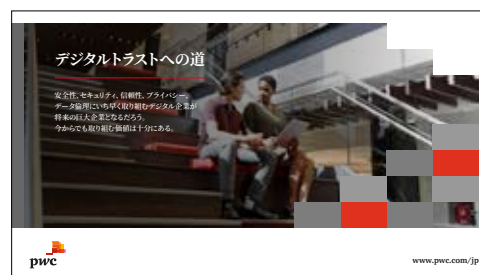 デジタルトラストへの道
安全性、セキュリティ、信頼性、プライバシー、
データ倫理にいち早く取り組むデジタル企業が
将来の巨大企業となるだろう。
今からでも取り組む価値は十分にある。
pwc
www.pwc.com/jp